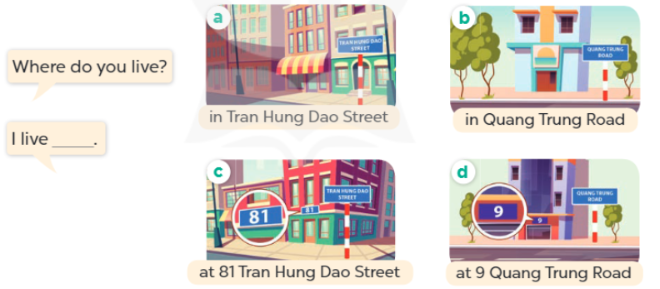 Where do you live?
I live _____.
a
TRAN HUNG DAO
STREET
in Tran Hung Dao Street
b
QUANG TRUNG
ROAD
in Quang Trung Road
c
81
81
TRAN HUNG DAO
STREET
at 81 Tran Hung Dao Street
d
9
9
QUANG TRUNG
ROAD
at 9 Quang Trung Road